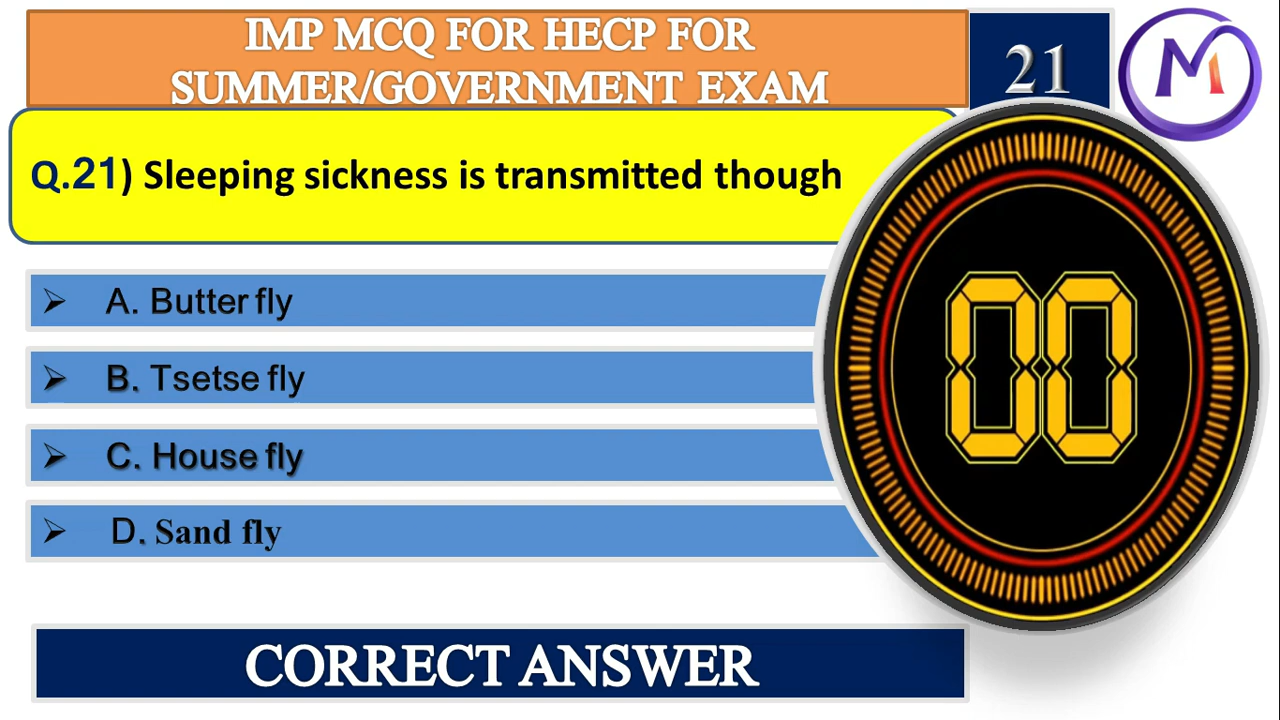 IMP MCQ FOR HECP FOR
SUMMER/GOVERNMENT EXAM
21
M
Q.21) Sleeping sickness is transmitted though
➢ A. Butter fly
➢ B. Tsetse fly
➢ C. House fly
➢ D. Sand fly
00
CORRECT ANSWER